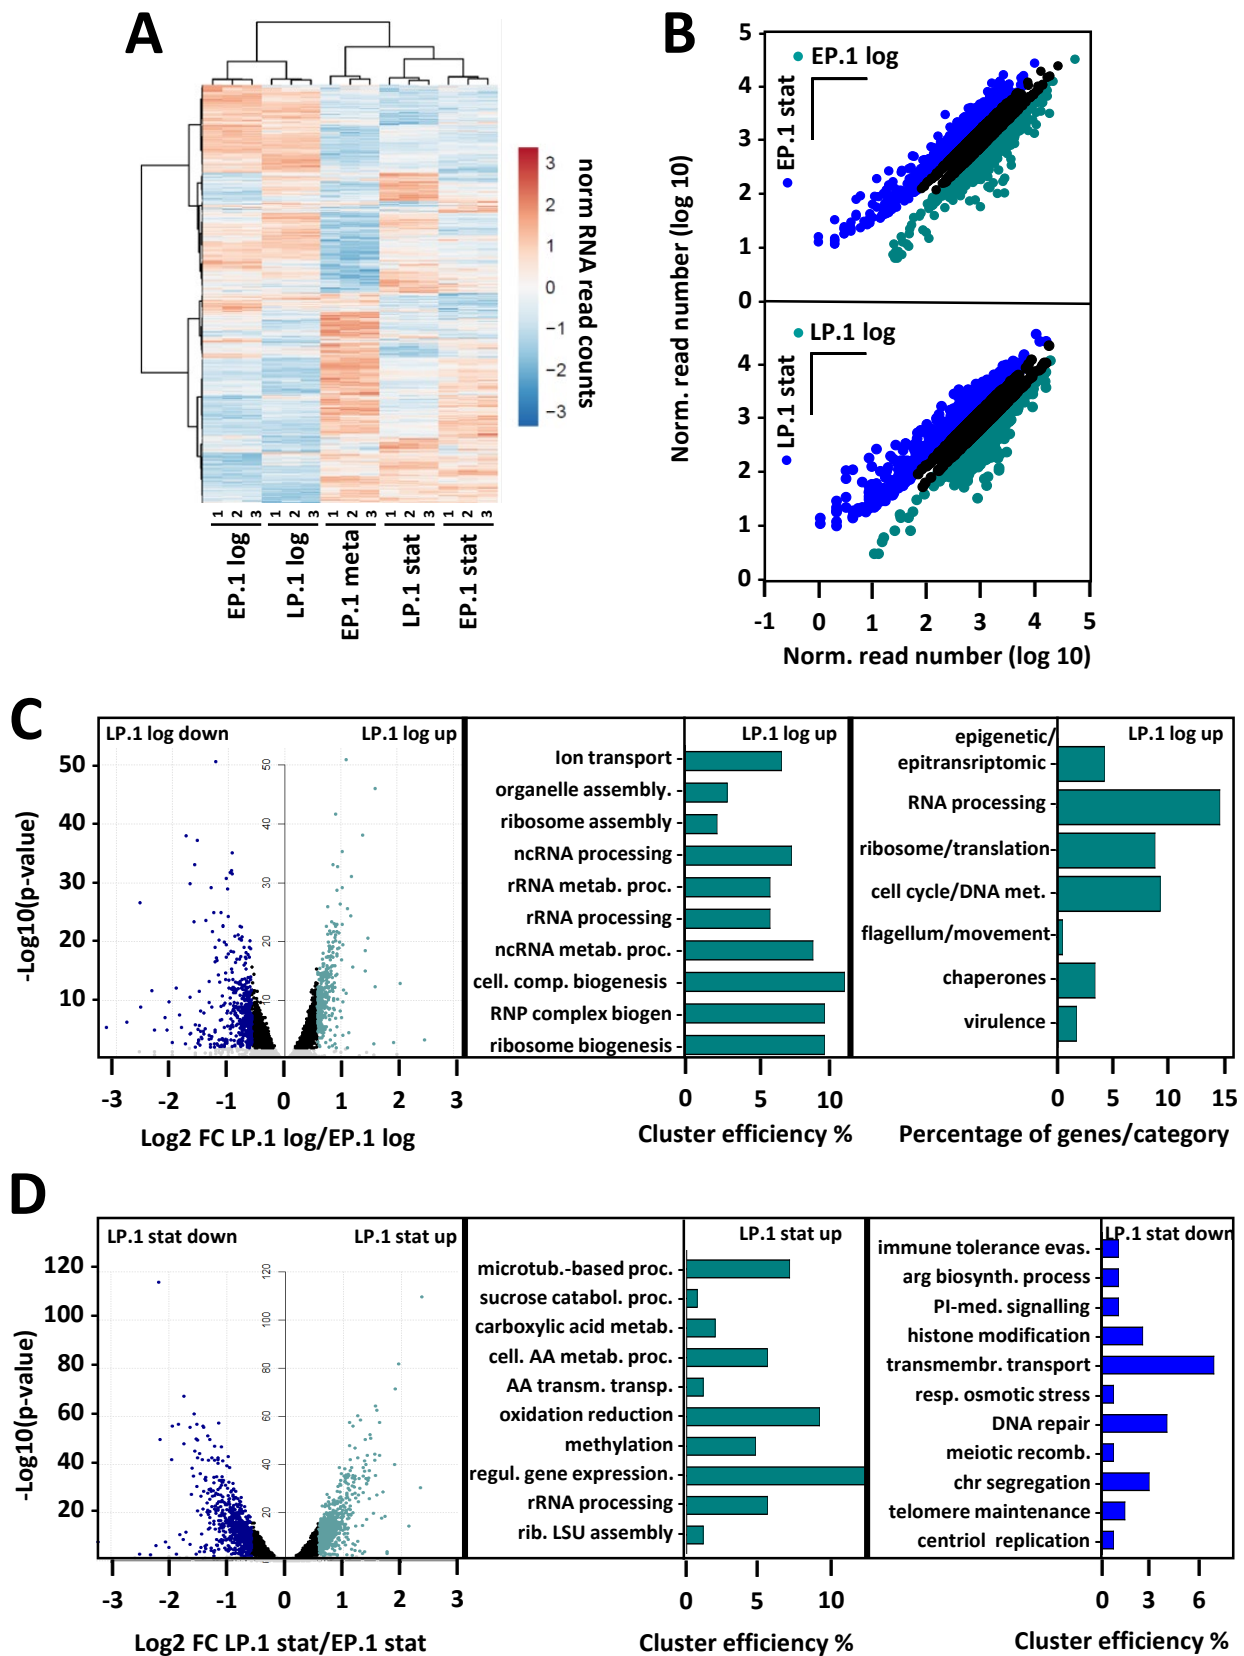 A
3
2
1
0
−1
−2
−3
norm RNA read counts
1 2 3 1 2 3 1 2 3 1 2 3 1 2 3
EP.1 log
LP.1 log
EP.1 meta
LP.1 stat
EP.1 stat
B
Norm. read number (log 10)
5
4
3
2
1
0
EP.1 log
EP.1 stat
4
3
2
1
0
LP.1 log
LP.1 stat
-1 0 1 2 3 4 5
Norm. read number (log 10)
C
-Log10(p-value)
50
40
30
20
10
LP.1 log down
LP.1 log up
50
40
30
20
10
-3 -2 -1 0 1 2 3
Log2 FC LP.1 log/EP.1 log
LP.1 log up
Ion transport
organelle assembly.
ribosome assembly
ncRNA processing
rRNA metab. proc.
rRNA processing
ncRNA metab. proc.
cell. comp. biogenesis
RNP complex biogen
ribosome biogenesis
0 5 10
Cluster efficiency %
LP.1 log up
epigenetic/
epitransriptomic
RNA processing
ribosome/translation
cell cycle/DNA met.
flagellum/movement
chaperones
virulence
0 5 10 15
Percentage of genes/category
D
-Log10(p-value)
120
100
80
60
40
20
LP.1 stat down
LP.1 stat up
120
100
80
60
40
20
0
-3 -2 -1 0 1 2 3
Log2 FC LP.1 stat/EP.1 stat
LP.1 stat up
microtub.-based proc.
sucrose catabol. proc.
carboxylic acid metab.
cell. AA metab. proc.
AA transm. transp.
oxidation reduction
methylation
regul. gene expression.
rRNA processing
rib. LSU assembly
0 5 10
Cluster efficiency %
LP.1 stat down
immune tolerance evas.
arg biosynth. process
PI-med. signalling
histone modification
transmembr. transport
resp. osmotic stress
DNA repair
meiotic recomb.
chr segregation
telomere maintenance
centriol replication
0 3 6
Cluster efficiency %